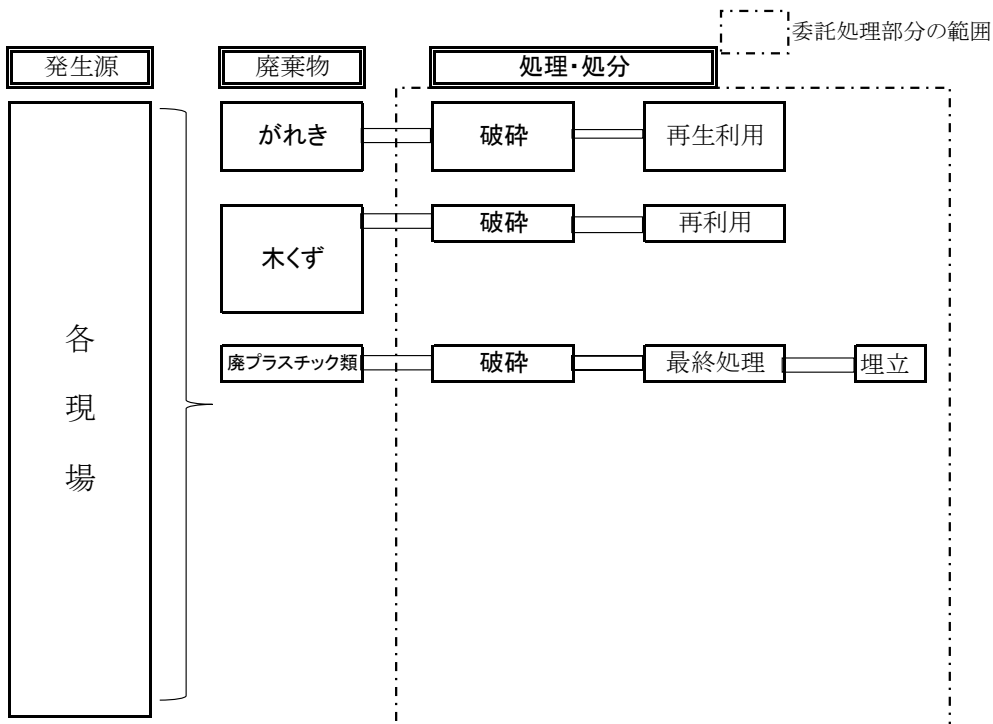 委託処理部分の範囲
発生源 廃棄物 処理・処分
がれき 破砕 再生利用
木くず 破砕 再利用
廃プラスチック類 破砕 最終処理 埋立
各
現
場